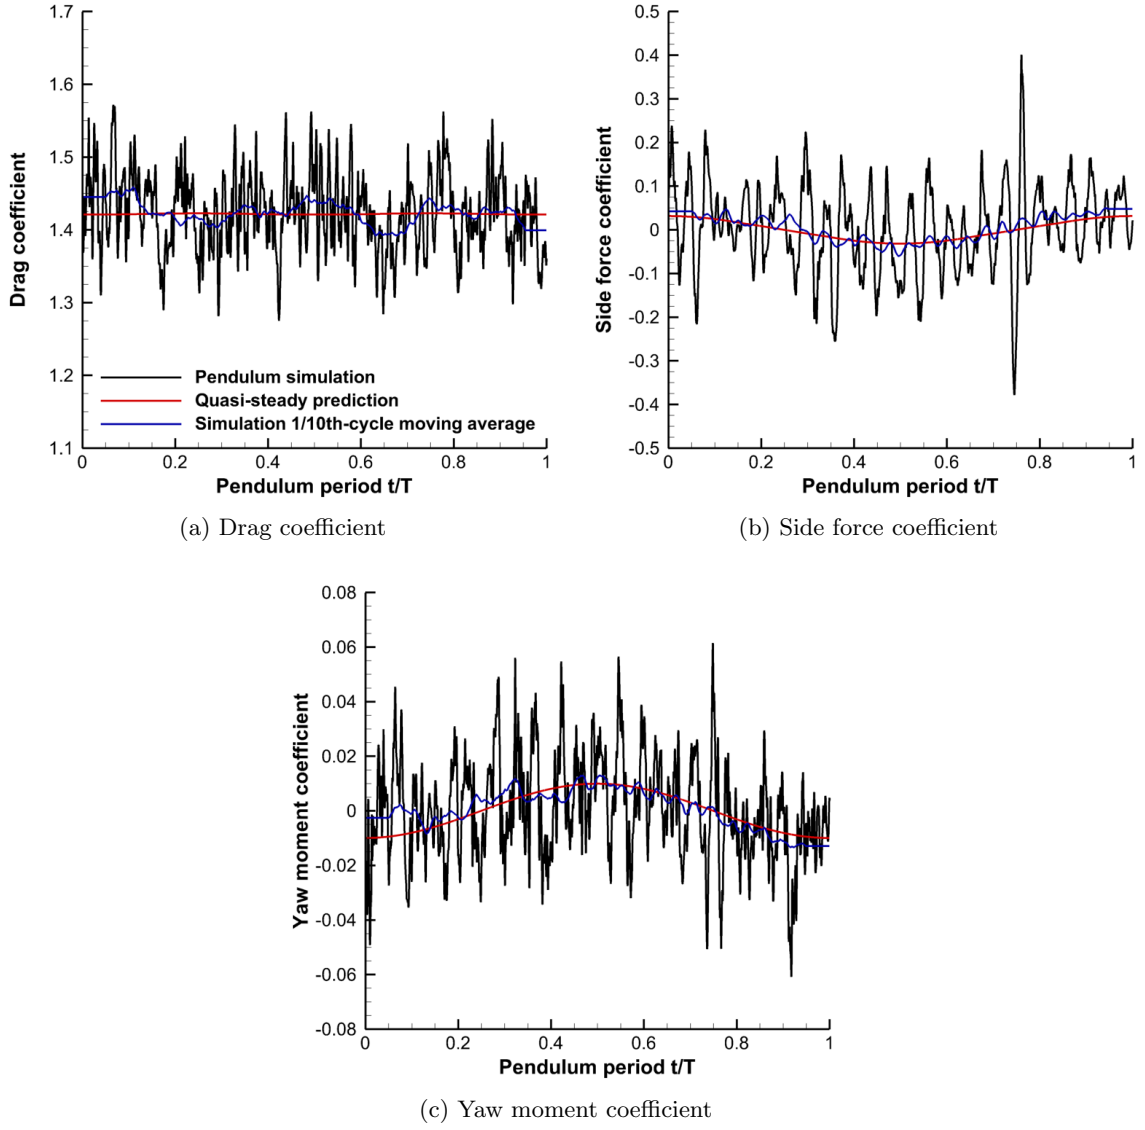 1.7
1.6
1.5
1.4
1.3
1.2
1.1
Drag coefficient
Pendulum simulation
Quasi-steady prediction
Simulation 1/10th-cycle moving average
0 0.2 0.4 0.6 0.8 1
Pendulum period t/T
(a) Drag coefficient
0.5
0.4
0.3
0.2
0.1
0
-0.1
-0.2
-0.3
-0.4
-0.5
Side force coefficient
0 0.2 0.4 0.6 0.8 1
Pendulum period t/T
(b) Side force coefficient
0.08
0.06
0.04
0.02
0
-0.02
-0.04
-0.06
-0.08
Yaw moment coefficient
0 0.2 0.4 0.6 0.8 1
Pendulum period t/T
(c) Yaw moment coefficient